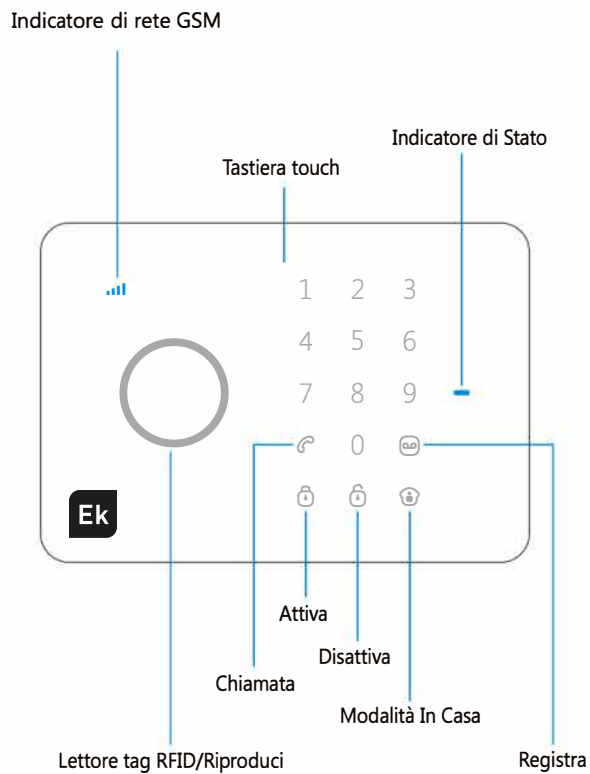 Indicatore di rete GSM
Indicatore di Stato
Tastiera touch
1 2 3
4 5 6
7 8 9
0
Ek
Attiva
Disattiva
Chiamata
Modalità In Casa
Lettore tag RFID/Riproduci
Registra